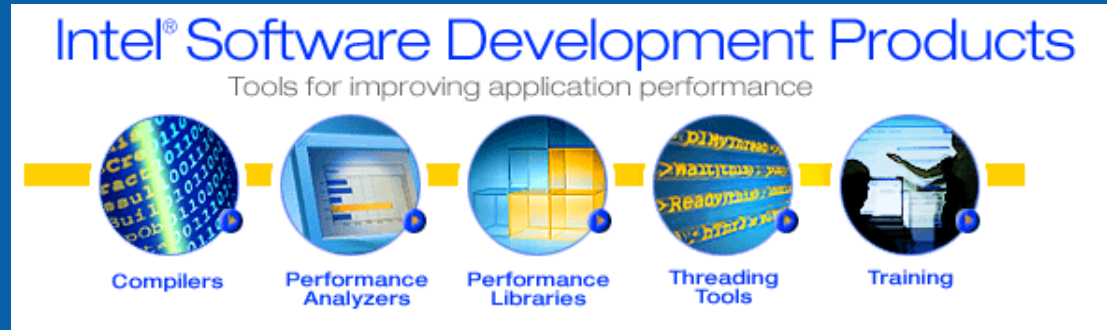 Intel® Software Development Products
Tools for improving application performance
Compilers
Performance
Analyzers
Performance
Libraries
Threading
Tools
Training